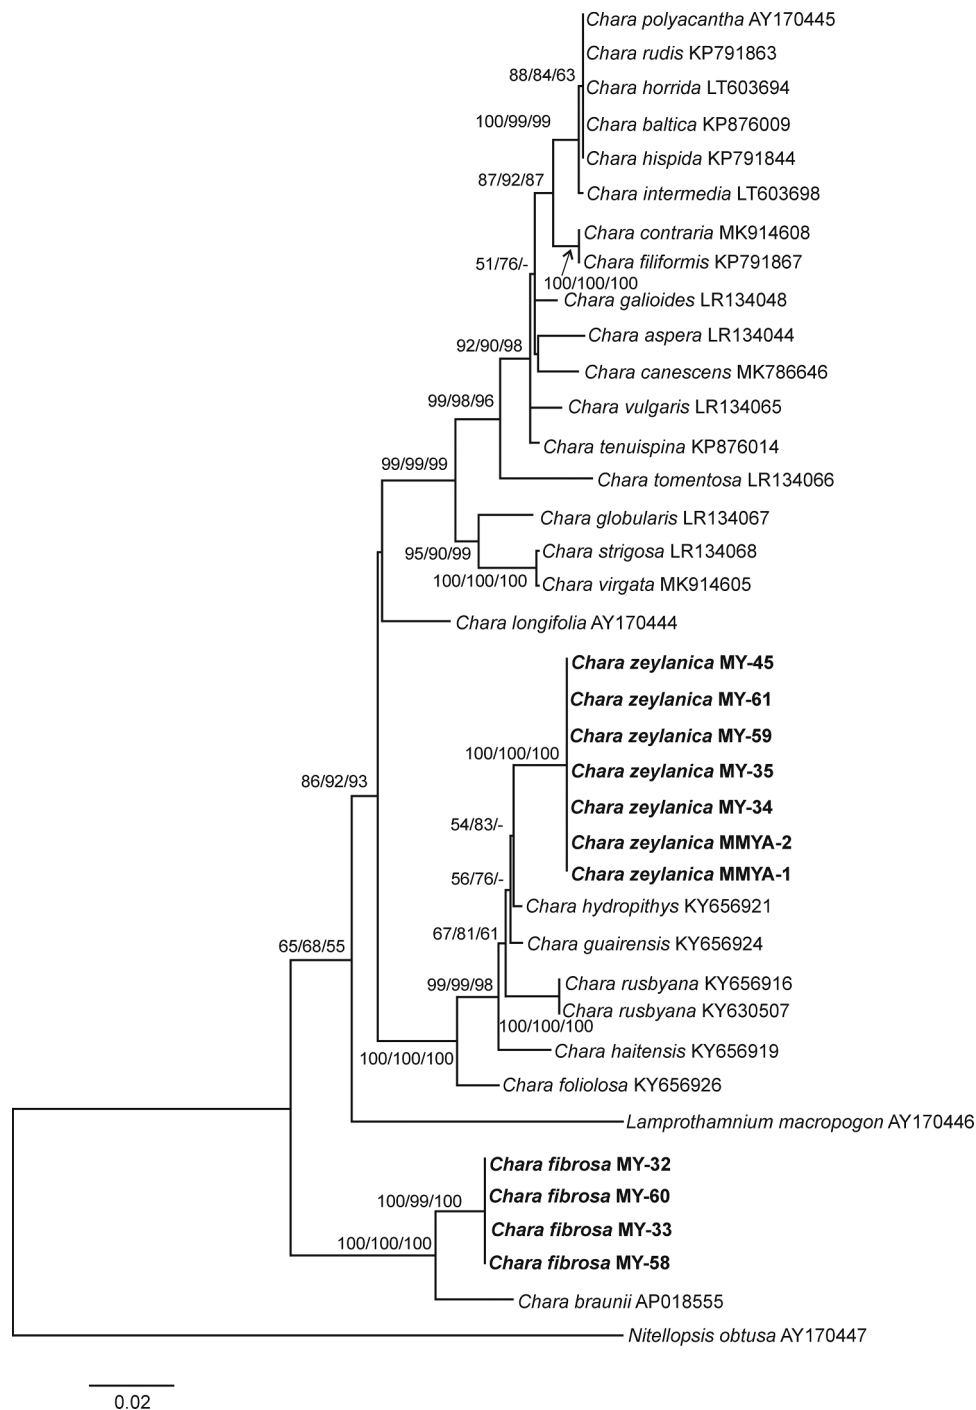 Chara polyacantha AY170445
Chara rudis KP791863
88/84/63
Chara horrida LT603694
100/99/99
Chara baltica KP876009
Chara hispida KP791844
87/92/87
Chara intermedia LT603698
Chara contraria MK914608
51/76/-
Chara filiformis KP791867
100/100/100
Chara galioides LR134048
Chara aspera LR134044
92/90/98
Chara canescens MK786646
99/98/96
Chara vulgaris LR134065
Chara tenuispina KP876014
99/99/99
Chara tomentosa LR134066
Chara globularis LR134067
95/90/99
Chara strigosa LR134068
100/100/100
Chara virgata MK914605
Chara longifolia AY170444
Chara zeylanica MY-45
Chara zeylanica MY-61
Chara zeylanica MY-59
100/100/100
Chara zeylanica MY-35
86/92/93
Chara zeylanica MY-34
54/83/-
Chara zeylanica MMYA-2
Chara zeylanica MMYA-1
56/76/-
Chara hydropithys KY656921
67/81/61
Chara guairensis KY656924
65/68/55
99/99/98
Chara rusbyana KY656916
Chara rusbyana KY630507
100/100/100
Chara haitensis KY656919
100/100/100
Chara foliolosa KY656926
Lamprothamnium macropogon AY170446
Chara fibrosa MY-32
100/99/100
Chara fibrosa MY-60
Chara fibrosa MY-33
100/100/100
Chara fibrosa MY-58
Chara braunii AP018555
Nitellopsis obtusa AY170447
0.02